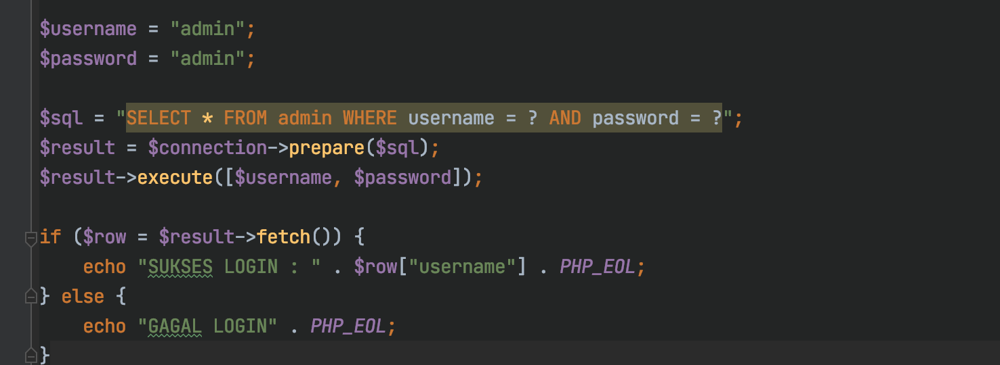 $username = "admin";
$password = "admin";
$sql = "SELECT * FROM admin WHERE username = ? AND password = ?";
$result = $connection->prepare($sql);
$result->execute([$username, $password]);
if ($row = $result->fetch()) {
    echo "SUKSES LOGIN : " . $row["username"] . PHP_EOL;
} else {
    echo "GAGAL LOGIN" . PHP_EOL;
}